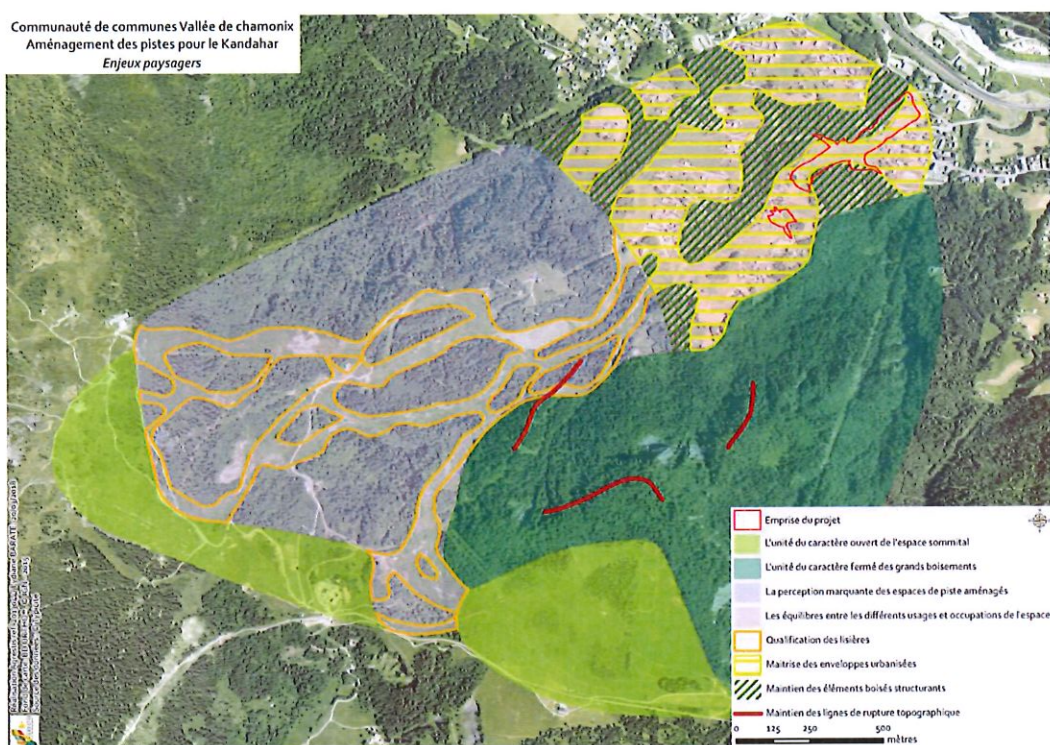 Communauté de communes Vallée de chamonix
Aménagement des pistes pour le Kandahar
Enjeux paysagers
Emprise du projet
L'unité du caractère ouvert de l'espace sommital
L'unité du caractère fermé des grands boisements
La perception marquante des espaces de piste aménagés
Les équilibres entre les différents usages et occupations de l'espace
Qualification des lisières
Maitrise des enveloppes urbanisées
Maintien des éléments boisés structurants
Maintien des lignes de rupture topographique
0 125 250 500
mètres